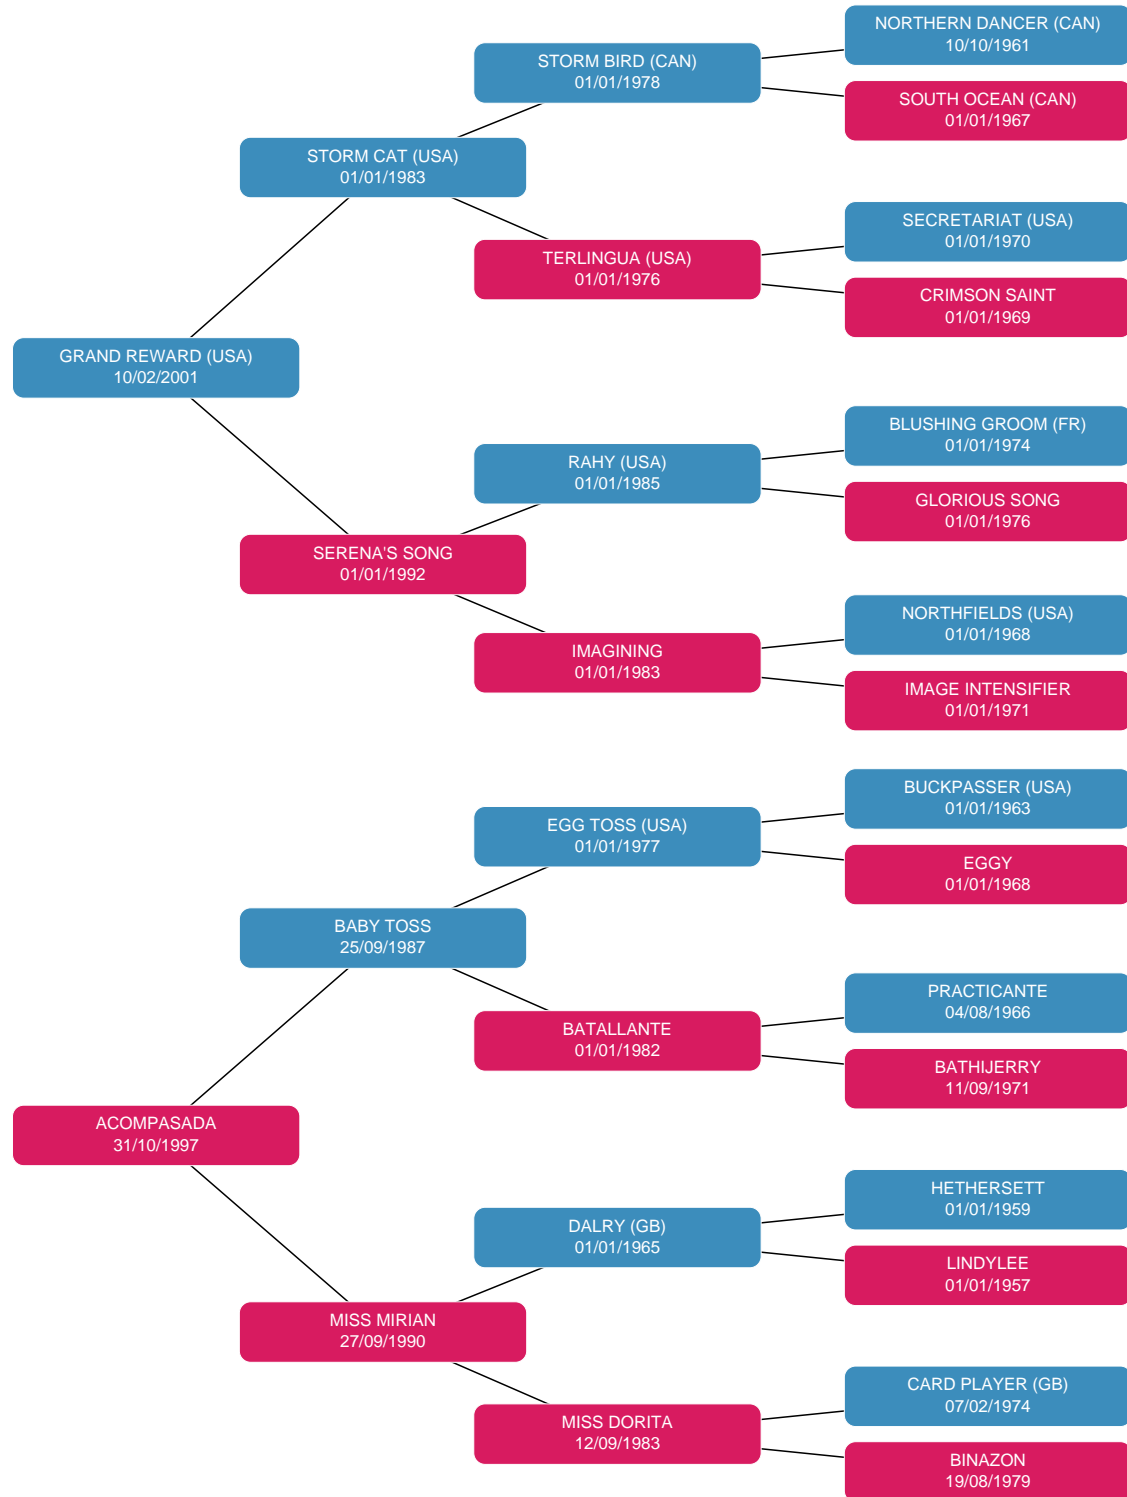 NORTHERN DANCER (CAN)
10/10/1961
STORM BIRD (CAN)
01/01/1978
SOUTH OCEAN (CAN)
01/01/1967
STORM CAT (USA)
01/01/1983
SECRETARIAT (USA)
01/01/1970
TERLINGUA (USA)
01/01/1976
CRIMSON SAINT
01/01/1969
GRAND REWARD (USA)
10/02/2001
BLUSHING GROOM (FR)
01/01/1974
RAHY (USA)
01/01/1985
GLORIOUS SONG
01/01/1976
SERENA'S SONG
01/01/1992
NORTHFIELDS (USA)
01/01/1968
IMAGINING
01/01/1983
IMAGE INTENSIFIER
01/01/1971
BUCKPASSER (USA)
01/01/1963
EGG TOSS (USA)
01/01/1977
EGGY
01/01/1968
BABY TOSS
25/09/1987
PRACTICANTE
04/08/1966
BATALLANTE
01/01/1982
BATHIJERRY
11/09/1971
ACOMPASADA
31/10/1997
HETHERSETT
01/01/1959
DALRY (GB)
01/01/1965
LINDYLEE
01/01/1957
MISS MIRIAN
27/09/1990
CARD PLAYER (GB)
07/02/1974
MISS DORITA
12/09/1983
BINAZON
19/08/1979